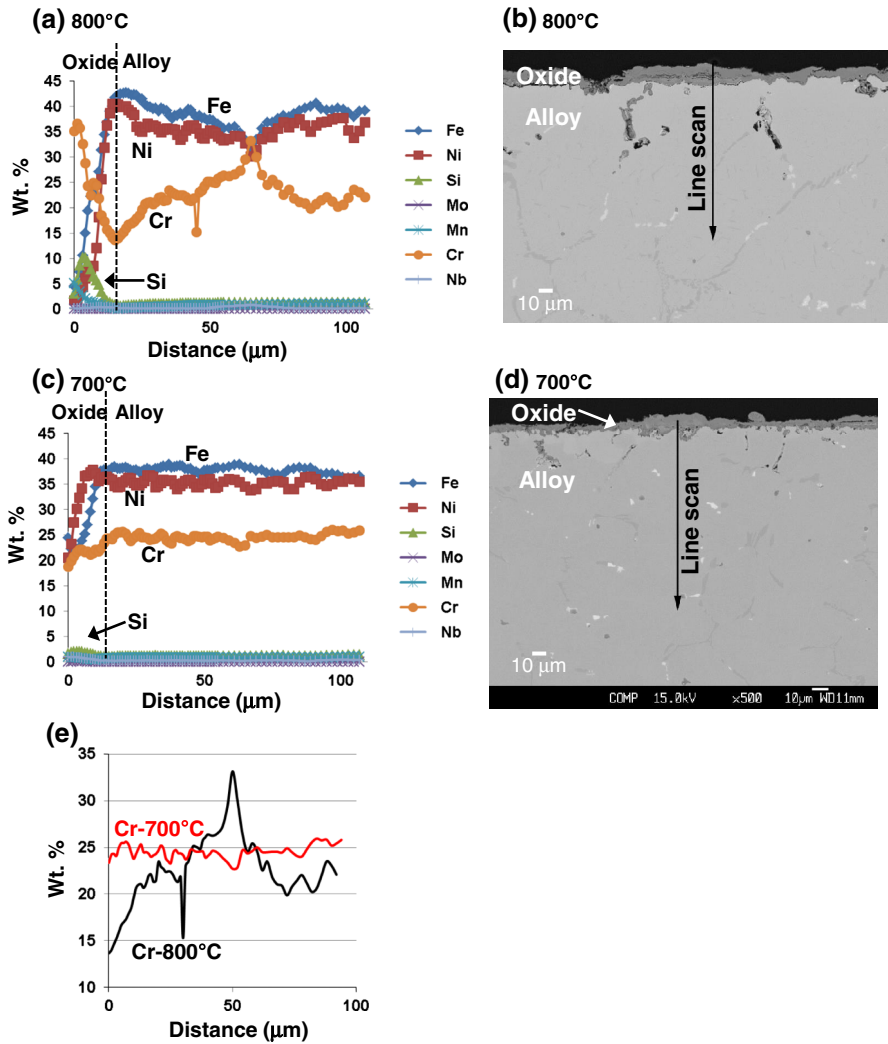 (a) 800°C
Oxide Alloy
Wt. %
45
40
35
30
25
20
15
10
5
0
Fe
Ni
Cr
Si
0 50 100
Distance (μm)
Fe
Ni
Si
Mo
Mn
Cr
Nb
(b) 800°C
Oxide
Alloy
Line scan
10 μm
(c) 700°C
Oxide Alloy
Wt. %
45
40
35
30
25
20
15
10
5
0
Fe
Ni
Cr
Si
0 50 100
Distance (μm)
Fe
Ni
Si
Mo
Mn
Cr
Nb
(d) 700°C
Oxide
Alloy
Line scan
10 μm
COMP 15.0kV x500 10μm WD11mm
(e)
Wt. %
35
30
25
20
15
10
Cr-700°C
Cr-800°C
0 50 100
Distance (μm)